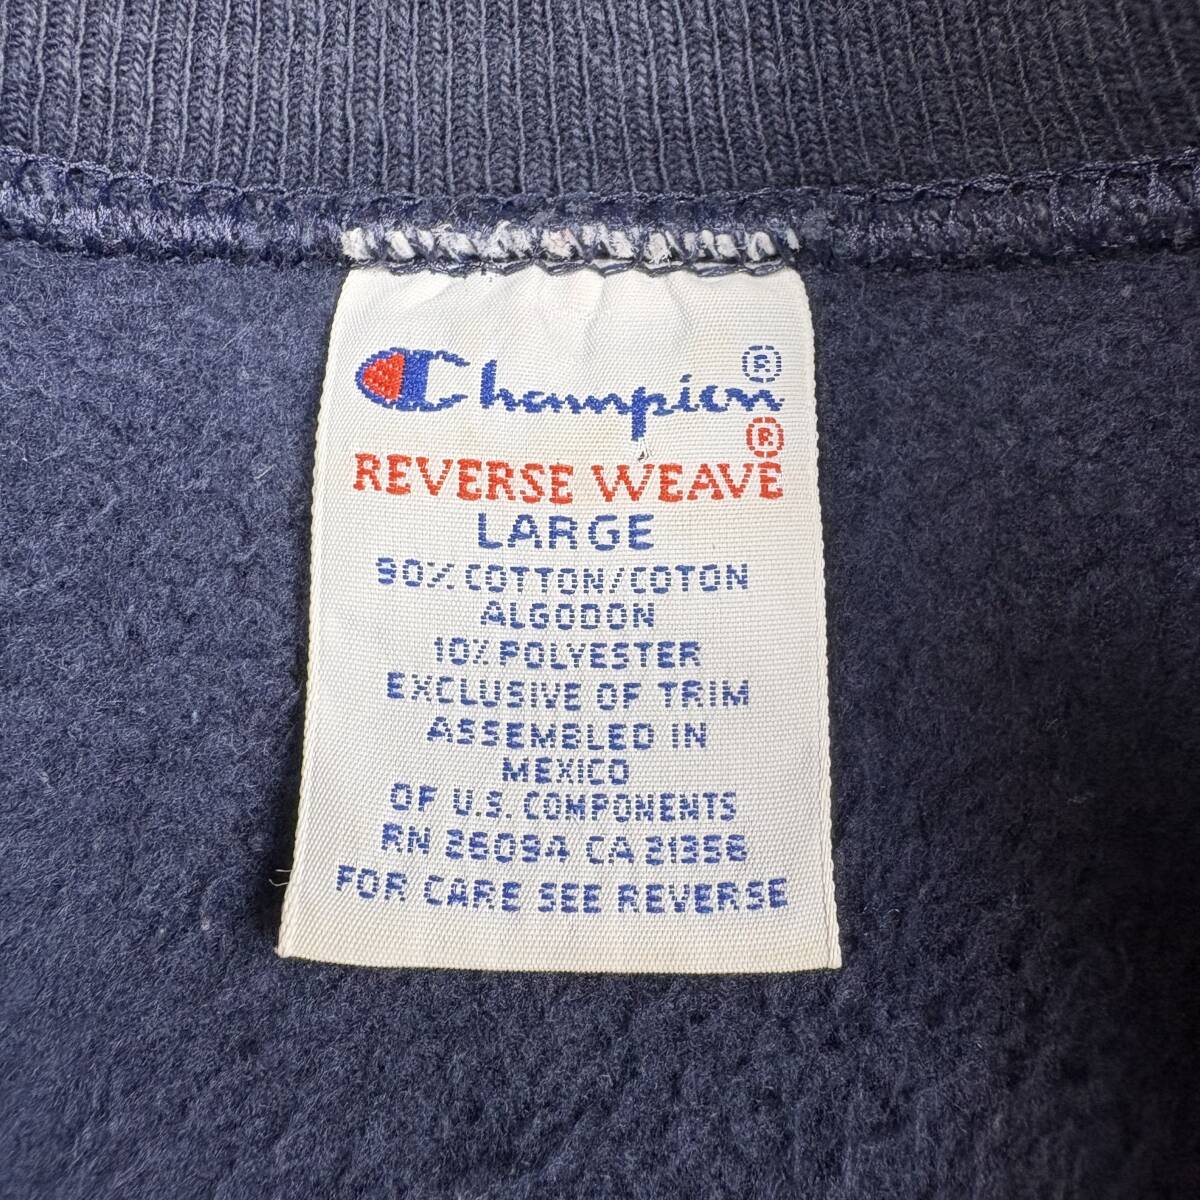 Champion®
REVERSE WEAVE®
LARGE
90% COTTON/COTON
ALGODON
10% POLYESTER
EXCLUSIVE OF TRIM
ASSEMBLED IN
MEXICO
OF U.S. COMPONENTS
RN 26094 CA 21356
FOR CARE SEE REVERSE